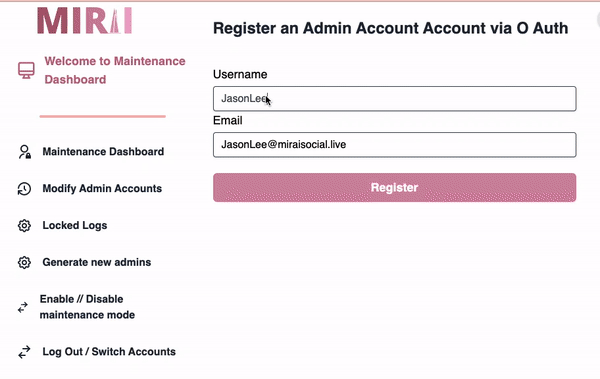 MIRAI
Register an Admin Account Account via O Auth
Welcome to Maintenance
Dashboard
Username
JasonLee
Email
JasonLee@miraisocial.live
Register
Maintenance Dashboard
Modify Admin Accounts
Locked Logs
Generate new admins
Enable // Disable
maintenance mode
Log Out / Switch Accounts